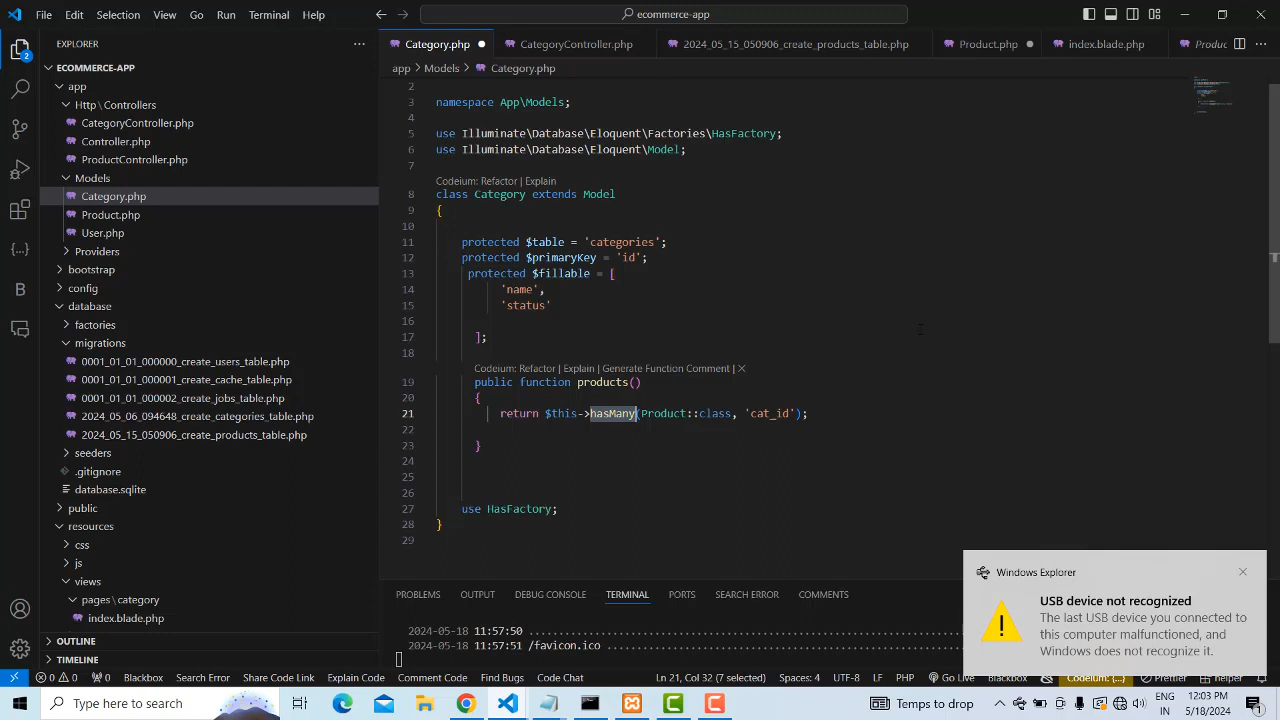 File Edit Selection View Go Run Terminal Help
ecommerce-app
EXPLORER
Category.php
CategoryController.php
2024_05_15_050906_create_products_table.php
Product.php
index.blade.php
Produc
app > Models > Category.php
ECOMMERCE-APP
app
Http\Controllers
CategoryController.php
Controller.php
ProductController.php
Models
Category.php
Product.php
User.php
Providers
bootstrap
config
database
factories
migrations
0001_01_01_000000_create_users_table.php
0001_01_01_000001_create_cache_table.php
0001_01_01_000002_create_jobs_table.php
2024_05_06_094648_create_categories_table.php
2024_05_15_050906_create_products_table.php
seeders
.gitignore
database.sqlite
public
resources
css
js
views
pages\category
index.blade.php
OUTLINE
TIMELINE
2
3 namespace App\Models;
4
5 use Illuminate\Database\Eloquent\Factories\HasFactory;
6 use Illuminate\Database\Eloquent\Model;
7
Codeium: Refactor | Explain
8 class Category extends Model
9 {
10
11 protected $table = 'categories';
12 protected $primaryKey = 'id';
13 protected $fillable = [
14 'name',
15 'status'
16
17 ];
18
Codeium: Refactor | Explain | Generate Function Comment | ×
19 public function products()
20 {
21 return $this->hasMany(Product::class, 'cat_id');
22
23 }
24
25
26
27 use HasFactory;
28 }
29
PROBLEMS OUTPUT DEBUG CONSOLE TERMINAL PORTS SEARCH ERROR COMMENTS
2024-05-18 11:57:50
2024-05-18 11:57:51 /favicon.ico
Windows Explorer
USB device not recognized
The last USB device you connected to
this computer malfunctioned, and
Windows does not recognize it.
0 0 0 Blackbox Search Error Share Code Link Explain Code Comment Code Find Bugs Code Chat Ln 21, Col 32 (7 selected) Spaces: 4 UTF-8 LF PHP Go Live Blackbox Codeium: {...} Prettier helper
Type here to search
Temps to drop
ENG
IN
12:03 PM
5/18/2024